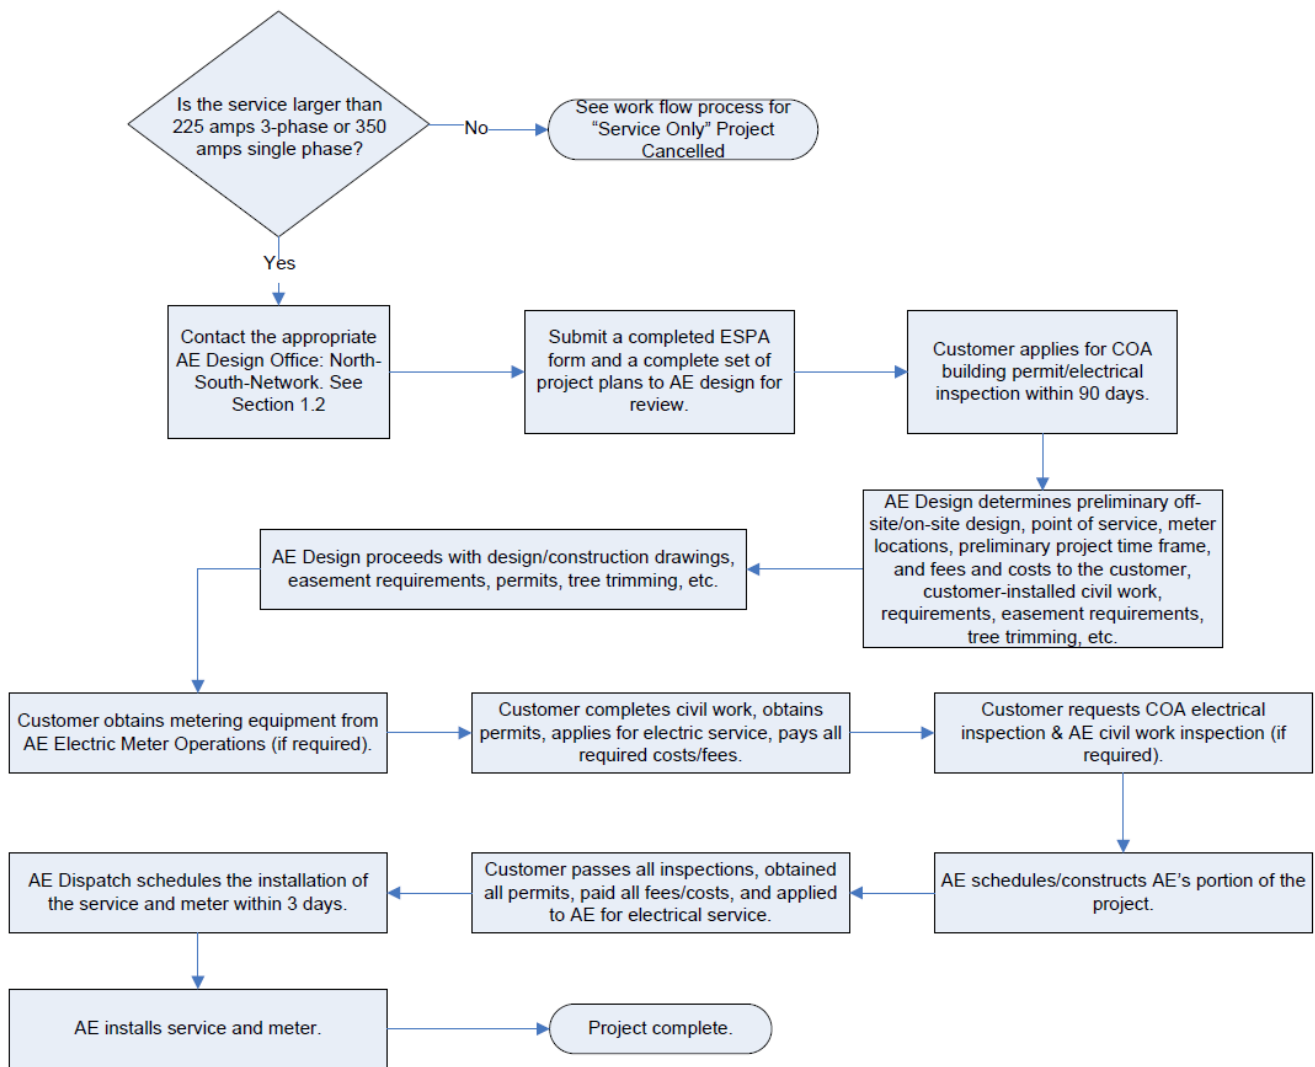 Is the service larger than
225 amps 3-phase or 350
amps single phase?
No
See work flow process for
“Service Only” Project
Cancelled
Yes
Contact the appropriate
AE Design Office: North-
South-Network. See
Section 1.2
Submit a completed ESPA
form and a complete set of
project plans to AE design for
review.
Customer applies for COA
building permit/electrical
inspection within 90 days.
AE Design determines preliminary off-
site/on-site design, point of service, meter
locations, preliminary project time frame,
and fees and costs to the customer,
customer-installed civil work,
requirements, easement requirements,
tree trimming, etc.
AE Design proceeds with design/construction drawings,
easement requirements, permits, tree trimming, etc.
Customer obtains metering equipment from
AE Electric Meter Operations (if required).
Customer completes civil work, obtains
permits, applies for electric service, pays all
required costs/fees.
Customer requests COA electrical
inspection & AE civil work inspection (if
required).
AE schedules/constructs AE’s portion of the
project.
Customer passes all inspections, obtained
all permits, paid all fees/costs, and applied
to AE for electrical service.
AE Dispatch schedules the installation of
the service and meter within 3 days.
AE installs service and meter.
Project complete.